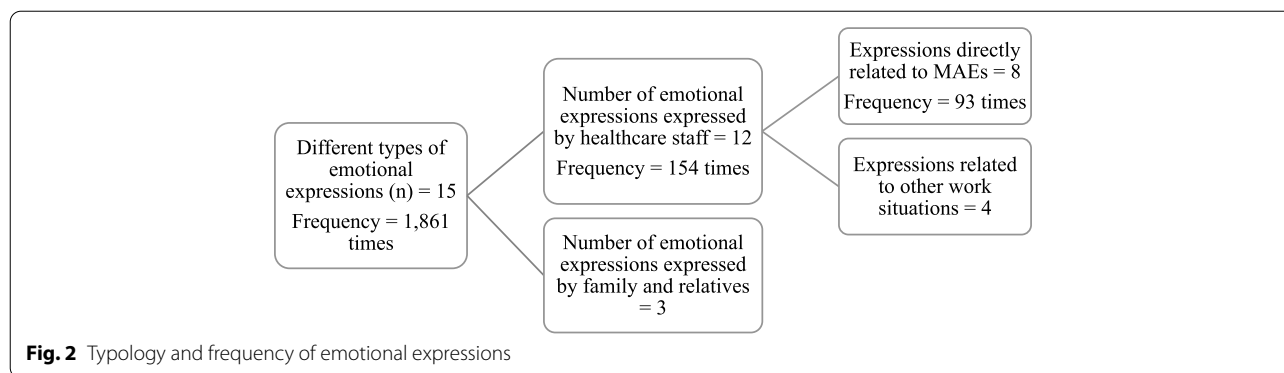 Different types of
emotional
expressions (n) = 15
Frequency = 1,861
times
Number of emotional
expressions expressed
by healthcare staff = 12
Frequency = 154 times
Number of emotional
expressions expressed
by family and relatives
= 3
Expressions directly
related to MAEs = 8
Frequency = 93 times
Expressions related
to other work
situations = 4
Fig. 2 Typology and frequency of emotional expressions